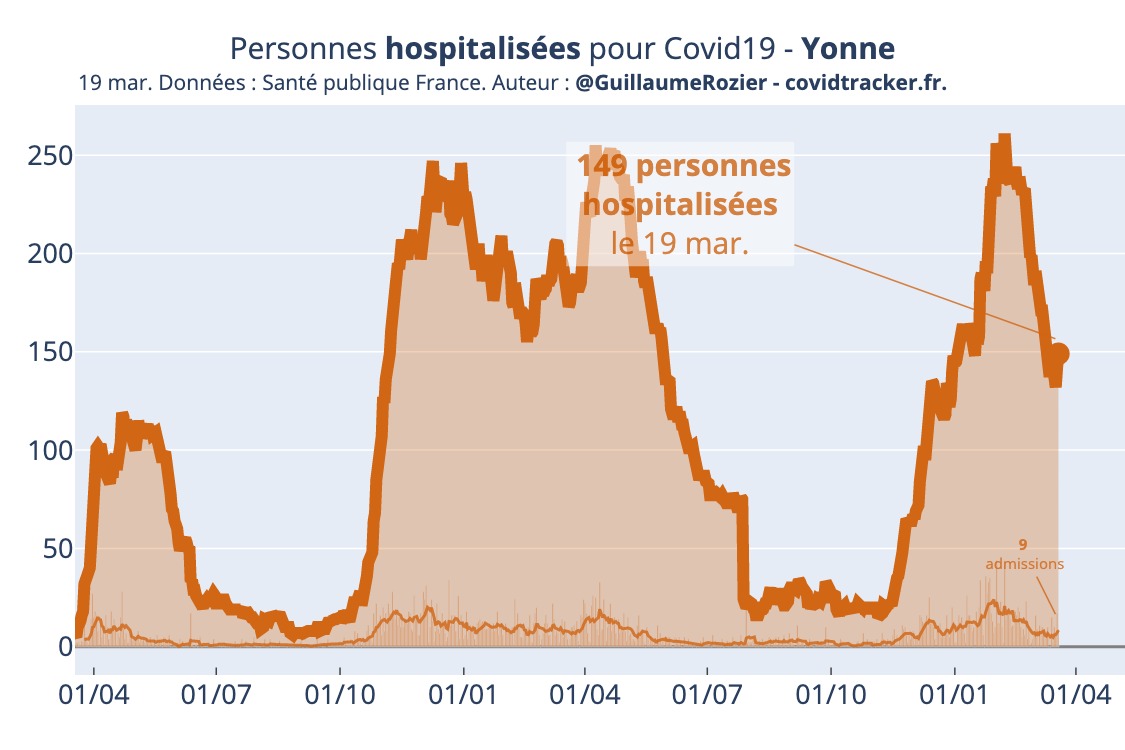 Personnes hospitalisées pour Covid19 - Yonne
19 mar. Données : Santé publique France. Auteur : @GuillaumeRozier - covidtracker.fr.
250
200
150
100
50
0
149 personnes
hospitalisées
le 19 mar.
9
admissions
01/04
01/07
01/10
01/01
01/04
01/07
01/10
01/01
01/04